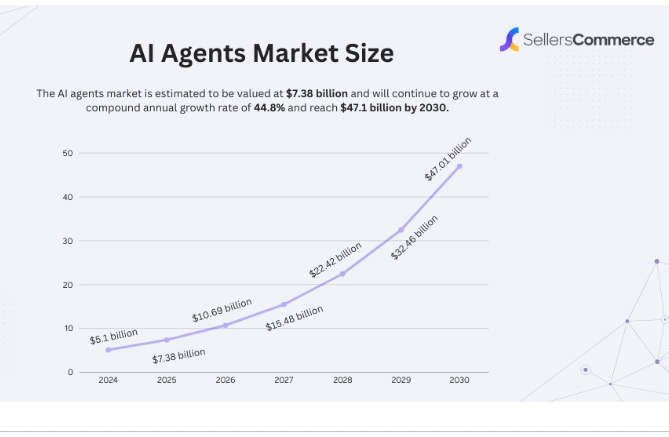 SellersCommerce
AI Agents Market Size
The AI agents market is estimated to be valued at $7.38 billion and will continue to grow at a
compound annual growth rate of 44.8% and reach $47.1 billion by 2030.
50
40
30
20
10
0
$5.1 billion
$7.38 billion
$10.69 billion
$15.48 billion
$22.42 billion
$32.46 billion
$47.01 billion
2024 2025 2026 2027 2028 2029 2030